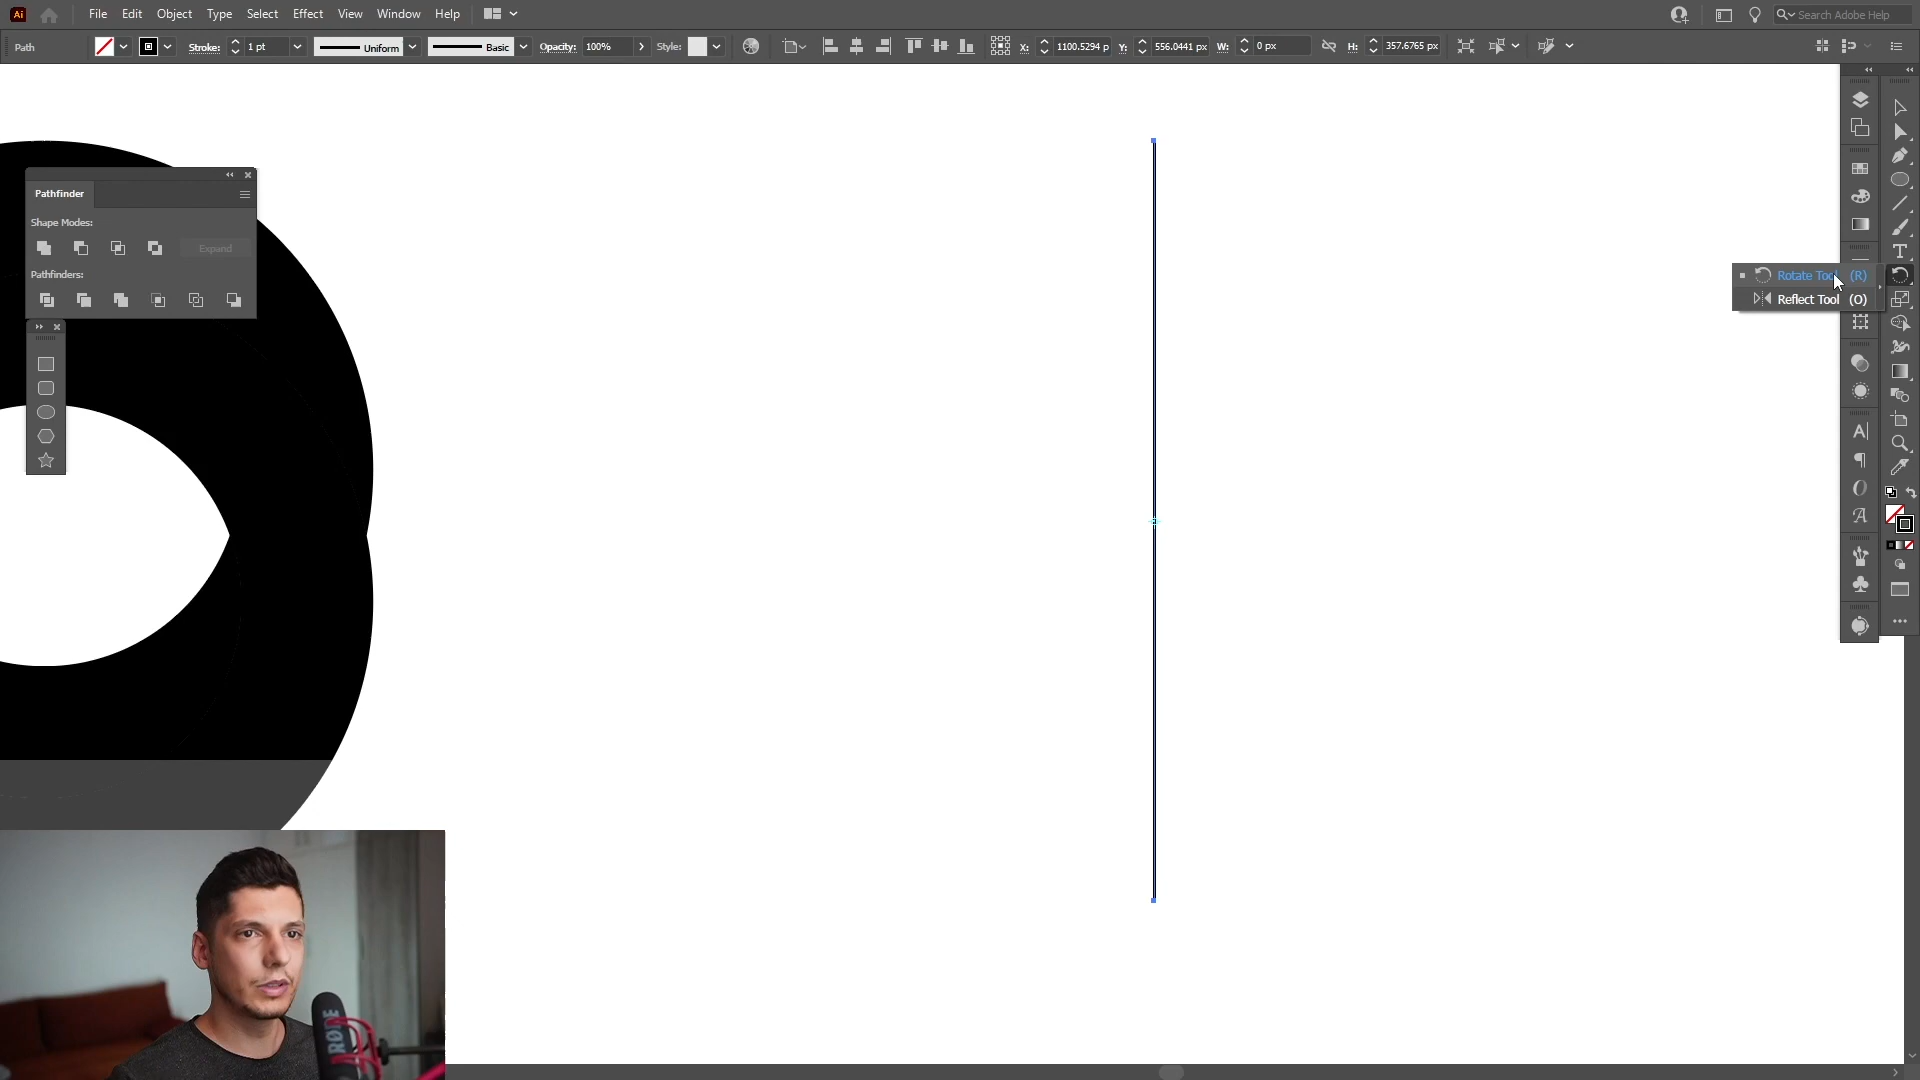 Ai File Edit Object Type Select Effect View Window Help Search Adobe Help
Path Stroke: 1 pt Uniform Basic Opacity: 100% Style: X: 1100.5294 p Y: 556.0441 px W: 0 px H: 357.6765 px
Pathfinder
Shape Modes:
Expand
Pathfinders:
Rotate Tool (R)
Reflect Tool (O)
RØDE